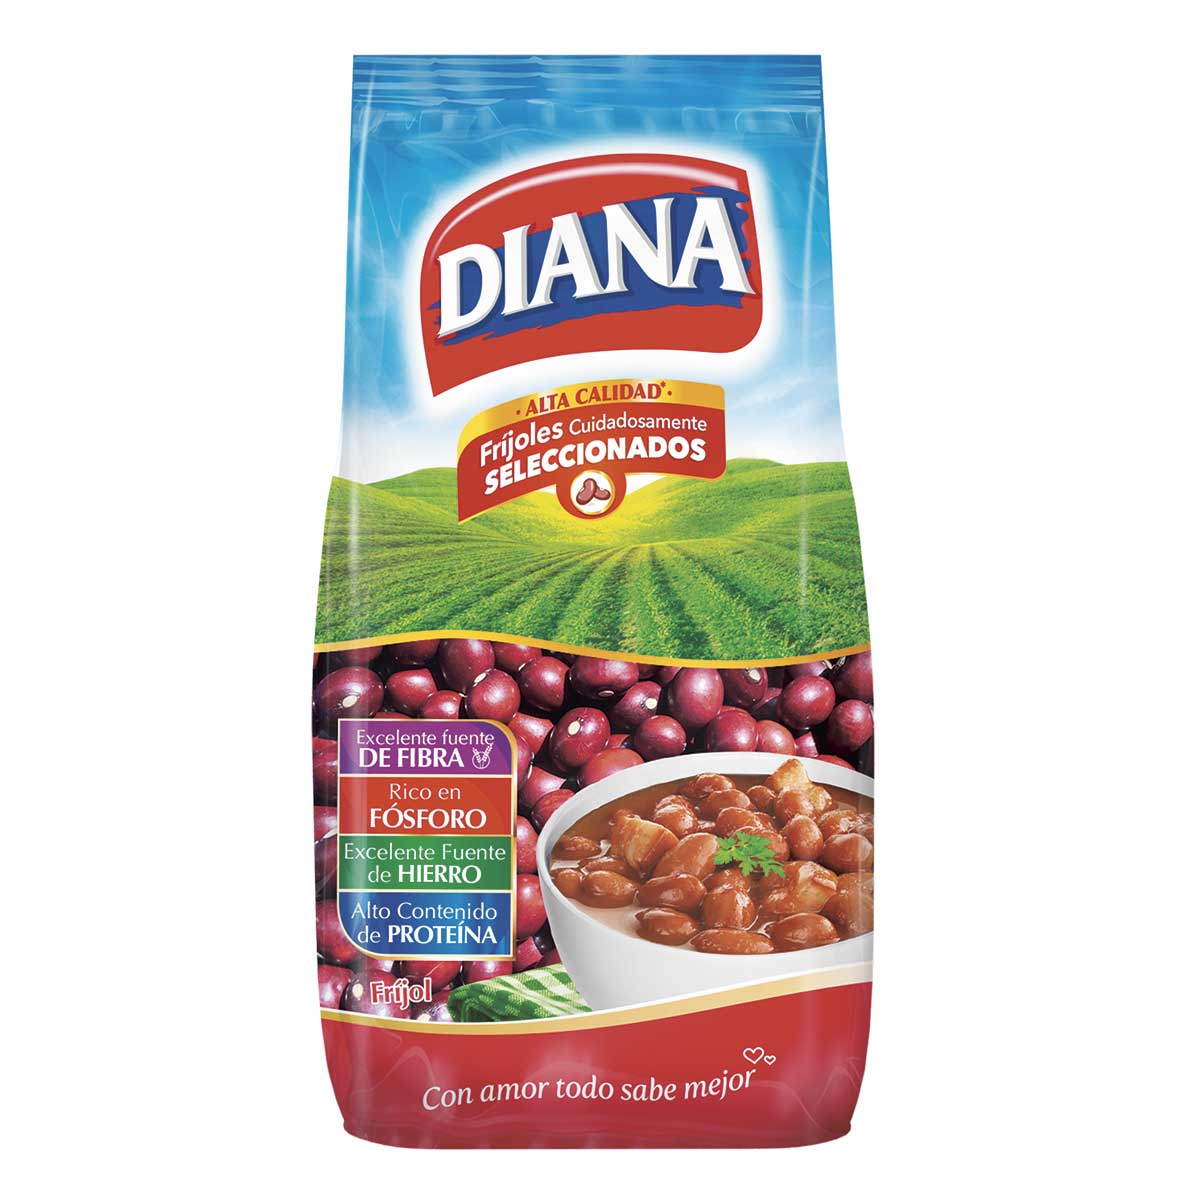 DIANA
· ALTA CALIDAD* ·
Fríjoles Cuidadosamente
SELECCIONADOS
Excelente fuente
DE FIBRA
Rico en
FÓSFORO
Excelente Fuente
de HIERRO
Alto Contenido
de PROTEÍNA
Fríjol
Con amor todo sabe mejor